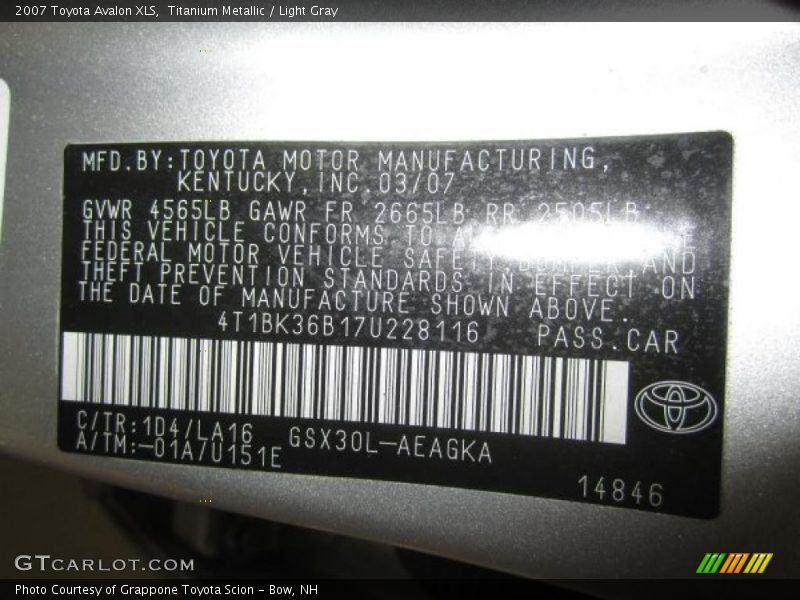 2007 Toyota Avalon XLS,  Titanium Metallic / Light Gray
MFD.BY:TOYOTA MOTOR MANUFACTURING,
KENTUCKY,INC.03/07
GVWR 4565LB GAWR FR 2665LB RR 2505LB
THIS VEHICLE CONFORMS TO
FEDERAL MOTOR VEHICLE SAFETY, BUMPER AND
THEFT PREVENTION STANDARDS IN EFFECT ON
THE DATE OF MANUFACTURE SHOWN ABOVE.
4T1BK36B17U228116 PASS.CAR
C/TR:1D4/LA16 GSX30L-AEAGKA
A/TM:-01A/U151E
14846
GTCARLOT.COM
Photo Courtesy of Grappone Toyota Scion - Bow, NH